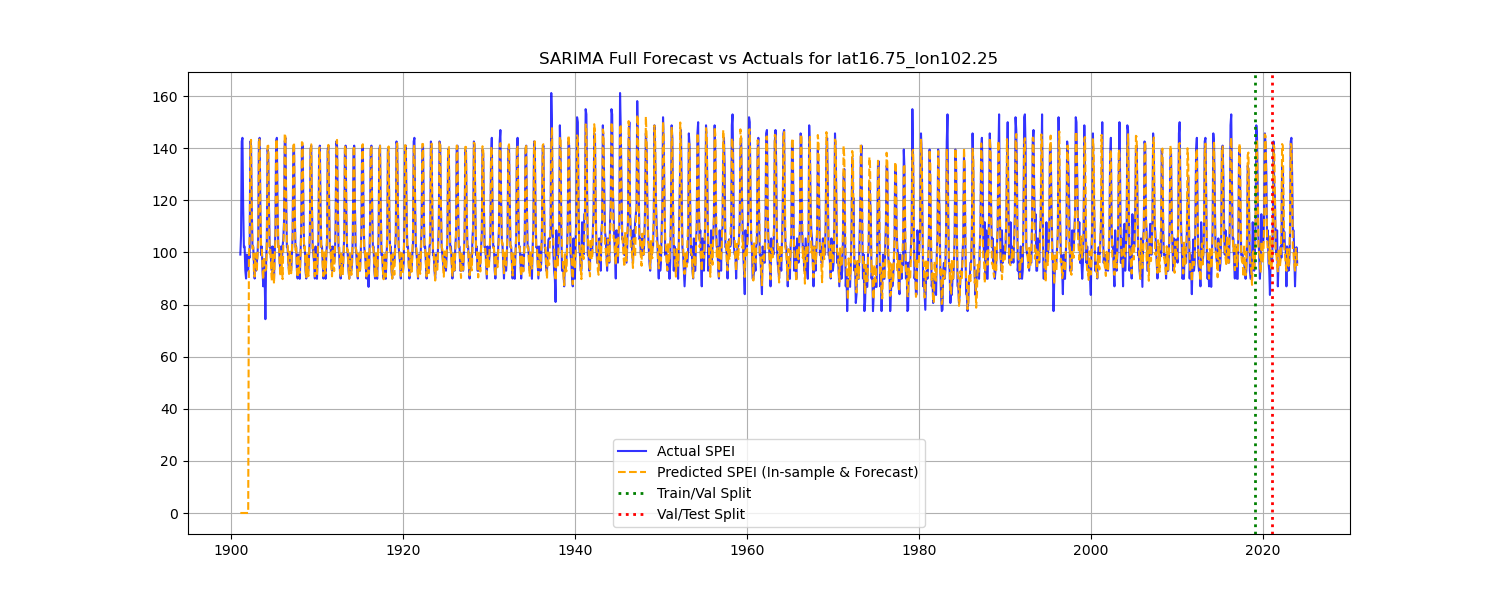 SARIMA Full Forecast vs Actuals for lat16.75_lon102.25
160
140
120
100
80
60
40
20
0
Actual SPEI
Predicted SPEI (In-sample & Forecast)
Train/Val Split
Val/Test Split
1900 1920 1940 1960 1980 2000 2020